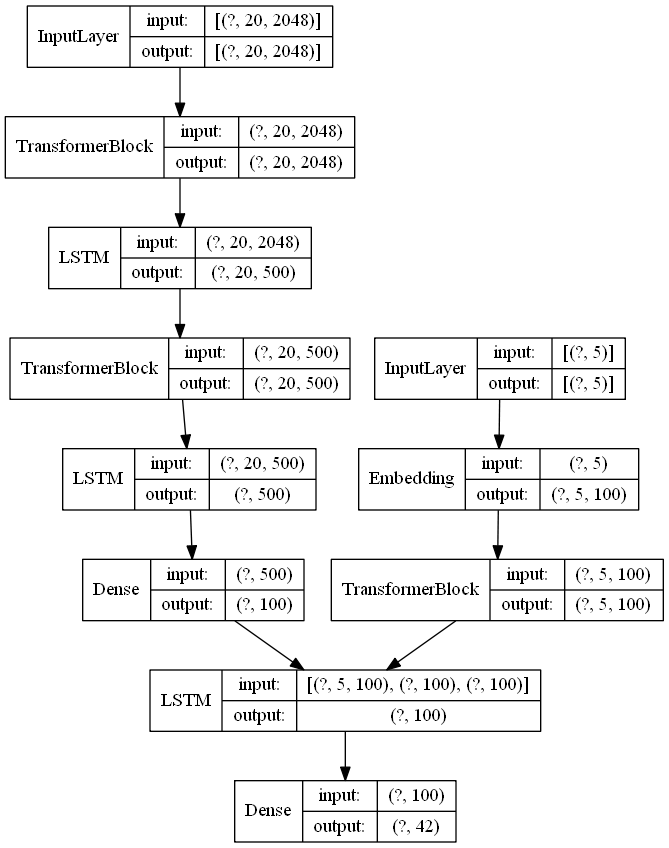 InputLayer
input: [(?, 20, 2048)]
output: [(?, 20, 2048)]
TransformerBlock
input: (?, 20, 2048)
output: (?, 20, 2048)
LSTM
input: (?, 20, 2048)
output: (?, 20, 500)
TransformerBlock
input: (?, 20, 500)
output: (?, 20, 500)
InputLayer
input: [(?, 5)]
output: [(?, 5)]
LSTM
input: (?, 20, 500)
output: (?, 500)
Embedding
input: (?, 5)
output: (?, 5, 100)
Dense
input: (?, 500)
output: (?, 100)
TransformerBlock
input: (?, 5, 100)
output: (?, 5, 100)
LSTM
input: [(?, 5, 100), (?, 100), (?, 100)]
output: (?, 100)
Dense
input: (?, 100)
output: (?, 42)